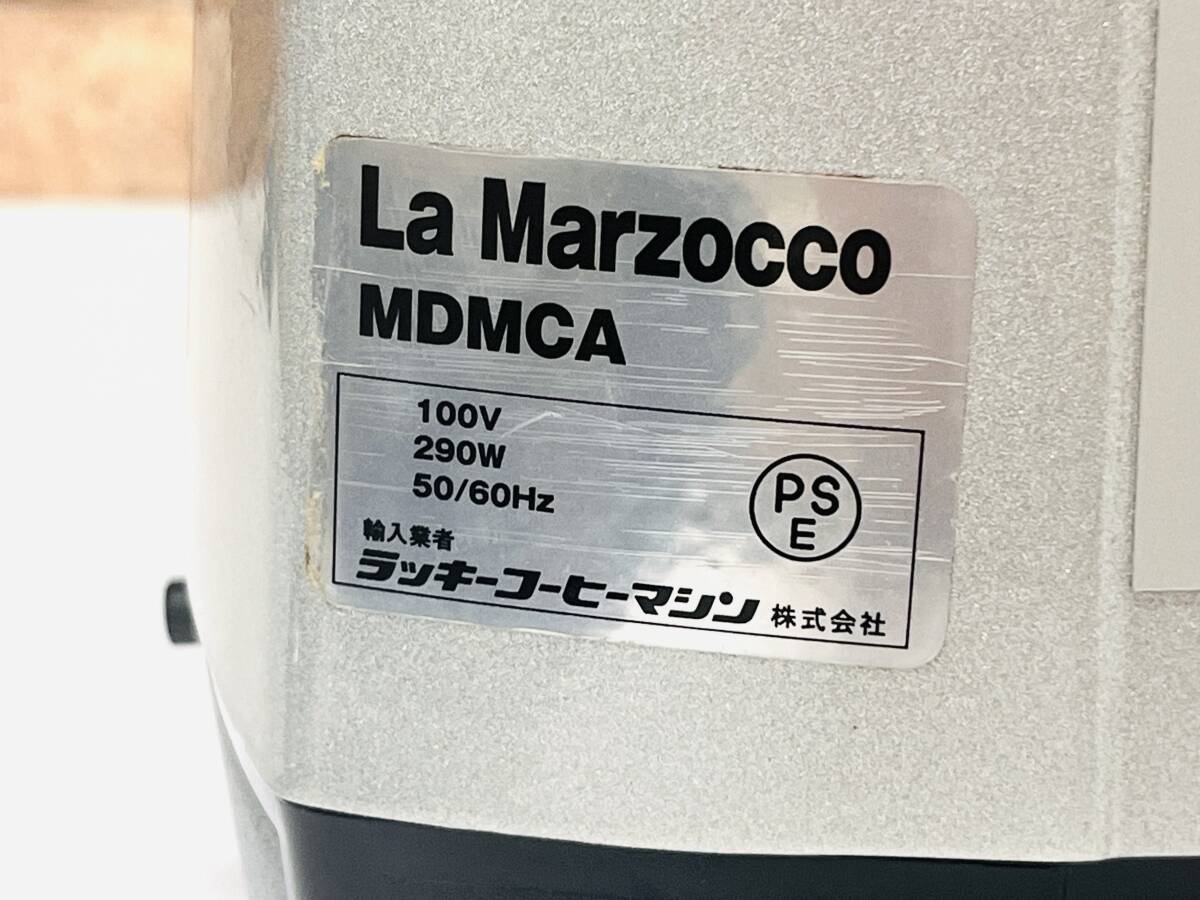 La Marzocco
MDMCA
100V
290W
50/60Hz
PS
E
輸入業者
ラッキーコーヒーマシン 株式会社